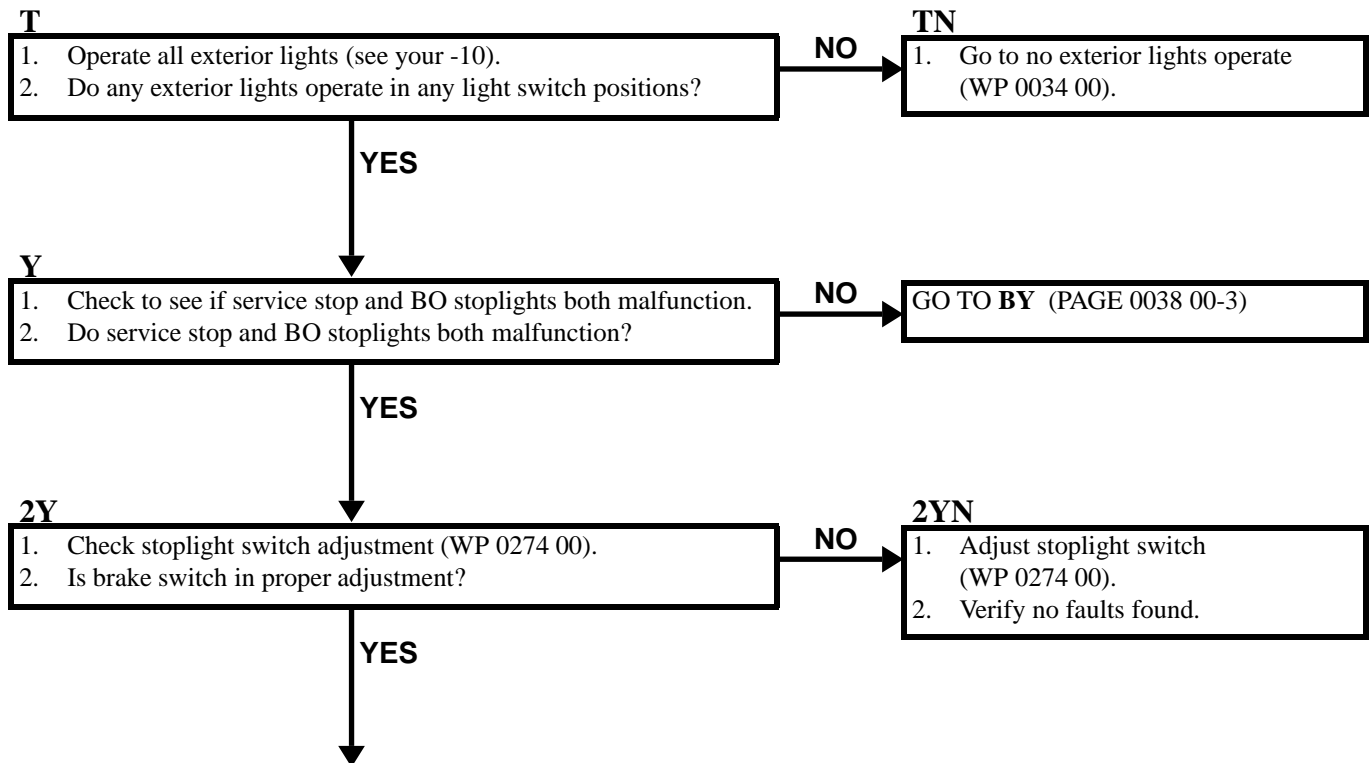 T
1. Operate all exterior lights (see your -10).
2. Do any exterior lights operate in any light switch positions?
NO
TN
1. Go to no exterior lights operate
(WP 0034 00).
YES
Y
1. Check to see if service stop and BO stoplights both malfunction.
2. Do service stop and BO stoplights both malfunction?
NO
GO TO BY (PAGE 0038 00-3)
YES
2Y
1. Check stoplight switch adjustment (WP 0274 00).
2. Is brake switch in proper adjustment?
NO
2YN
1. Adjust stoplight switch
(WP 0274 00).
2. Verify no faults found.
YES